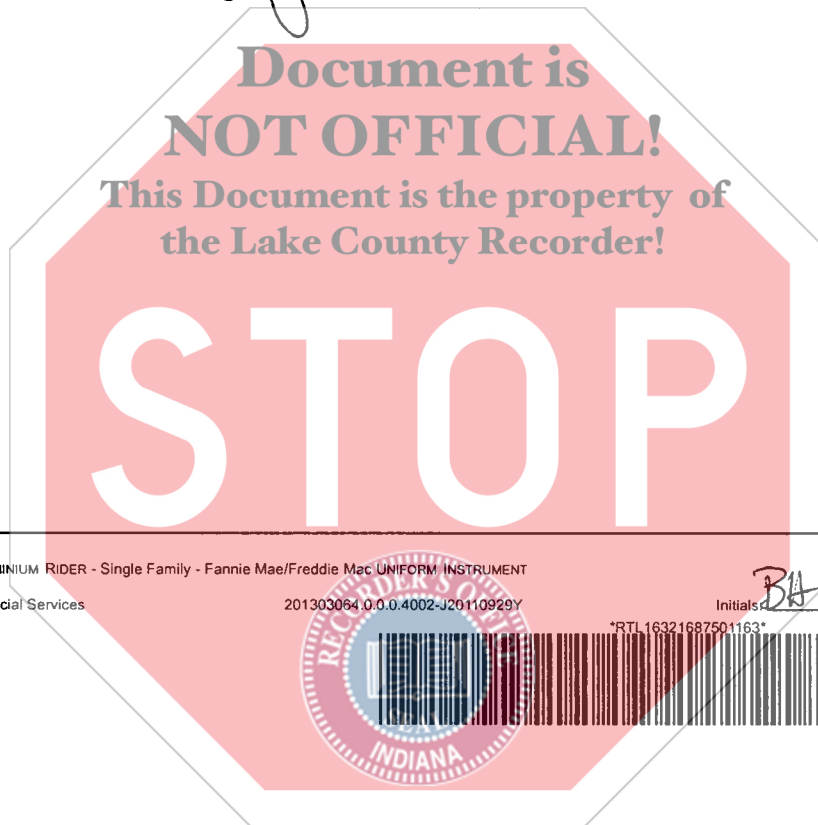 Document is
NOT OFFICIAL!
This Document is the property of
the Lake County Recorder!
STOP
INIUM RIDER - Single Family - Fannie Mae/Freddie Mac UNIFORM INSTRUMENT
cial Services 201303064.0.0.0.4002-J20110929Y Initials: BH
*RTL16321687501163*
RECORDER'S OFFICE
SEAL
INDIANA